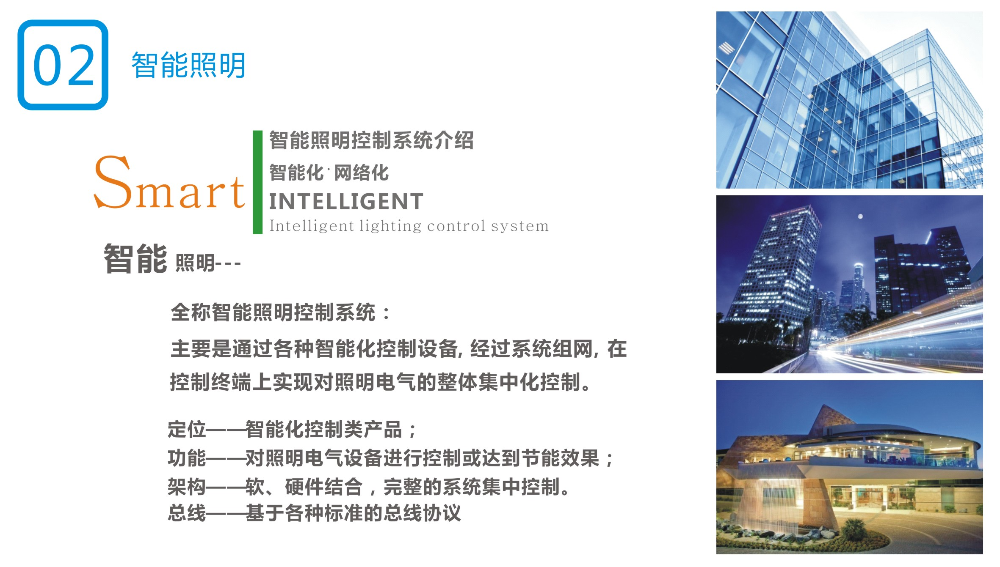 02
智能照明
智能照明控制系统介绍
智能化·网络化
Smart
INTELLIGENT
Intelligent lighting control system
智能 照明---
全称智能照明控制系统：
主要是通过各种智能化控制设备, 经过系统组网, 在
控制终端上实现对照明电气的整体集中化控制。
定位——智能化控制类产品；
功能——对照明电气设备进行控制或达到节能效果；
架构——软、硬件结合，完整的系统集中控制。
总线——基于各种标准的总线协议
UNION BANK OF CALIFORNIA